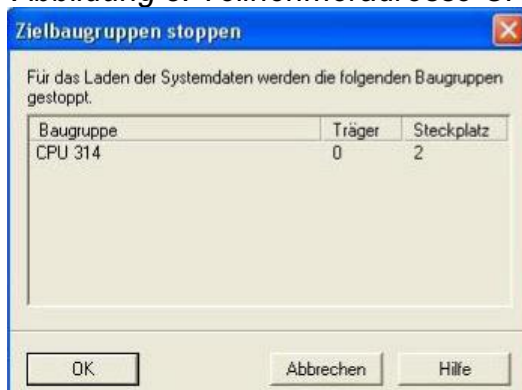 Zielbaugruppen stoppen
Für das Laden der Systemdaten werden die folgenden Baugruppen
gestoppt.
Baugruppe Träger Steckplatz
CPU 314 0 2
OK Abbrechen Hilfe